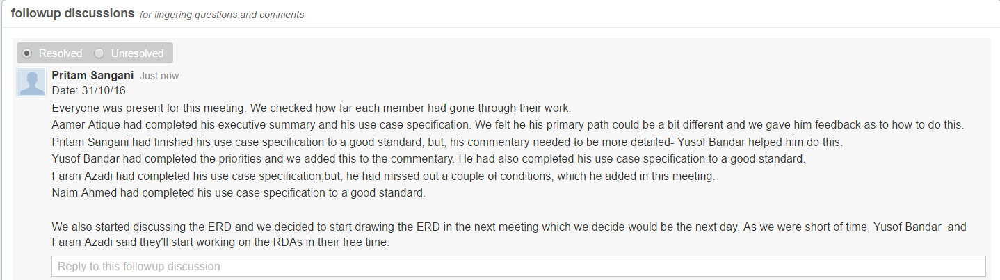 followup discussions for lingering questions and comments
Resolved Unresolved
Pritam Sangani Just now
Date: 31/10/16
Everyone was present for this meeting. We checked how far each member had gone through their work.
Aamer Atique had completed his executive summary and his use case specification. We felt he his primary path could be a bit different and we gave him feedback as to how to do this.
Pritam Sangani had finished his use case specification to a good standard, but, his commentary needed to be more detailed- Yusof Bandar helped him do this.
Yusof Bandar had completed the priorities and we added this to the commentary. He had also completed his use case specification to a good standard.
Faran Azadi had completed his use case specification,but, he had missed out a couple of conditions, which he added in this meeting.
Naim Ahmed had completed his use case specification to a good standard.
We also started discussing the ERD and we decided to start drawing the ERD in the next meeting which we decide would be the next day. As we were short of time, Yusof Bandar  and
Faran Azadi said they'll start working on the RDAs in their free time.
Reply to this followup discussion